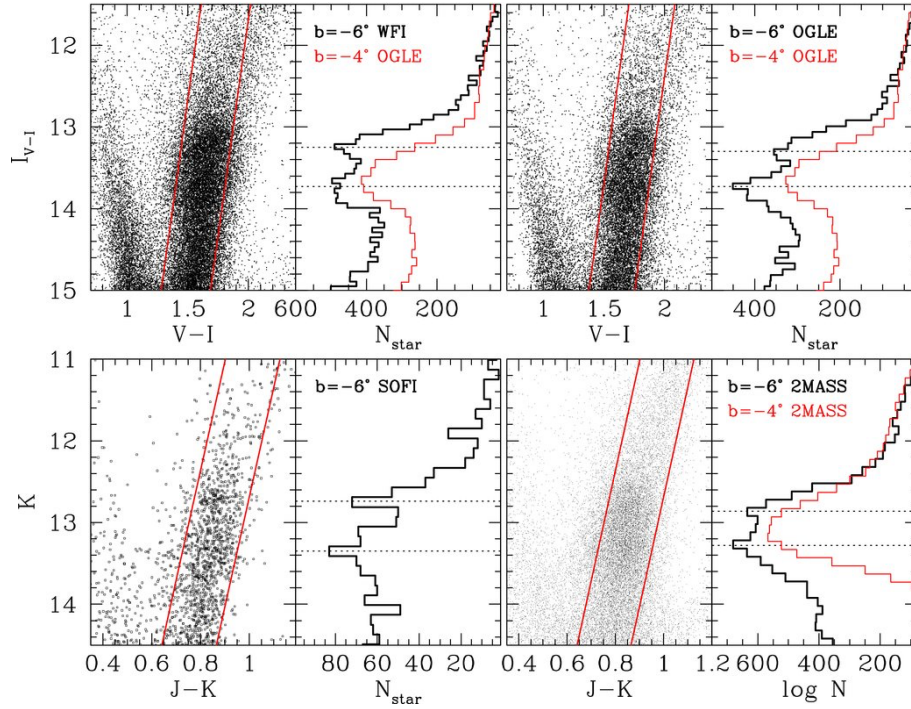 b=−6° WFI
b=−4° OGLE
b=−6° OGLE
b=−4° OGLE
12
13
14
15
I_{V−I}
1
1.5
2
600
400
200
1
1.5
2
400
200
V−I
N_{star}
V−I
N_{star}
b=−6° SOFI
b=−6° 2MASS
b=−4° 2MASS
11
12
13
14
K
0.4
0.6
0.8
1
80
60
40
20
0.4
0.6
0.8
1
1.2
600
400
200
J−K
N_{star}
J−K
log N